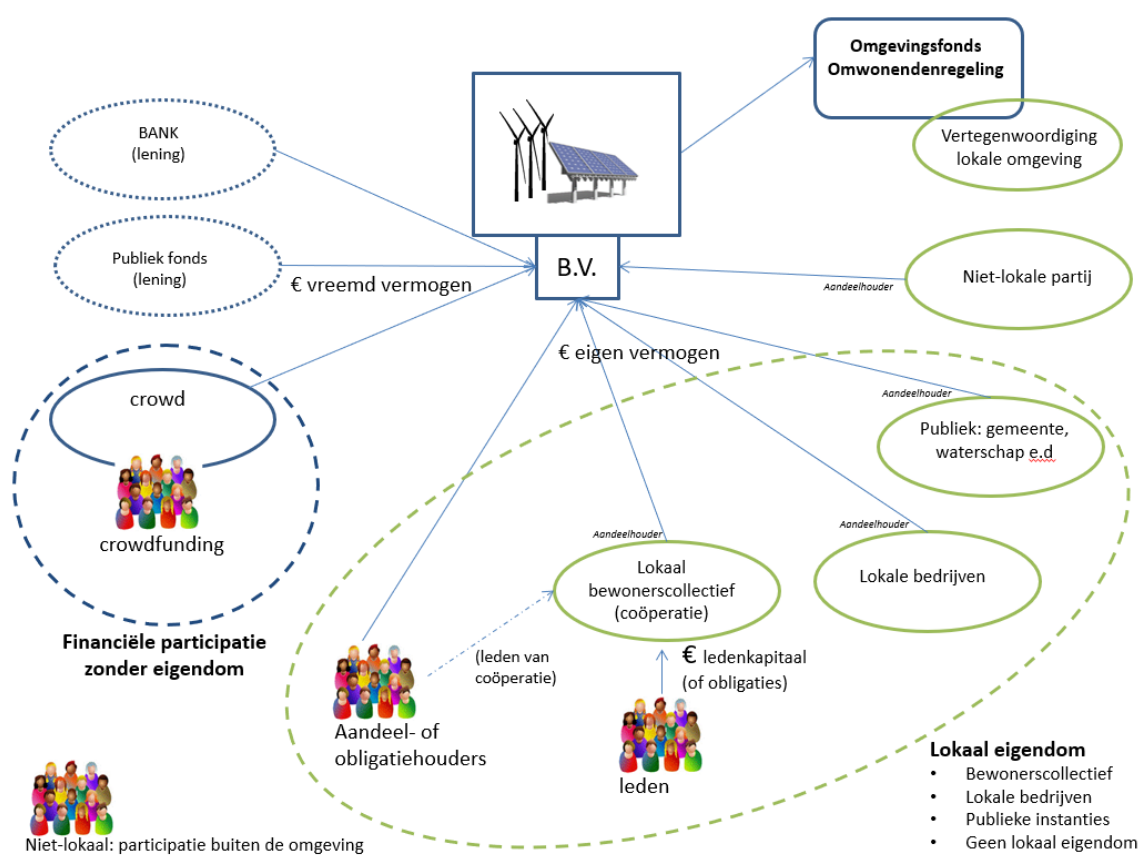 Omgevingsfonds
Omwonendenregeling
Vertegenwoordiging
lokale omgeving
BANK
(lening)
Publiek fonds
(lening)
€ vreemd vermogen
B.V.
Aandeelhouder
Niet-lokale partij
€ eigen vermogen
crowd
crowdfunding
Financiële participatie
zonder eigendom
Aandeelhouder
Publiek: gemeente,
waterschap e.d
Aandeelhouder
Lokale bedrijven
Aandeelhouder
Lokaal
bewonerscollectief
(coöperatie)
(leden van
coöperatie)
€ ledenkapitaal
(of obligaties)
Aandeel- of
obligatiehouders
leden
Lokaal eigendom
• Bewonerscollectief
• Lokale bedrijven
• Publieke instanties
• Geen lokaal eigendom
Niet-lokaal: participatie buiten de omgeving